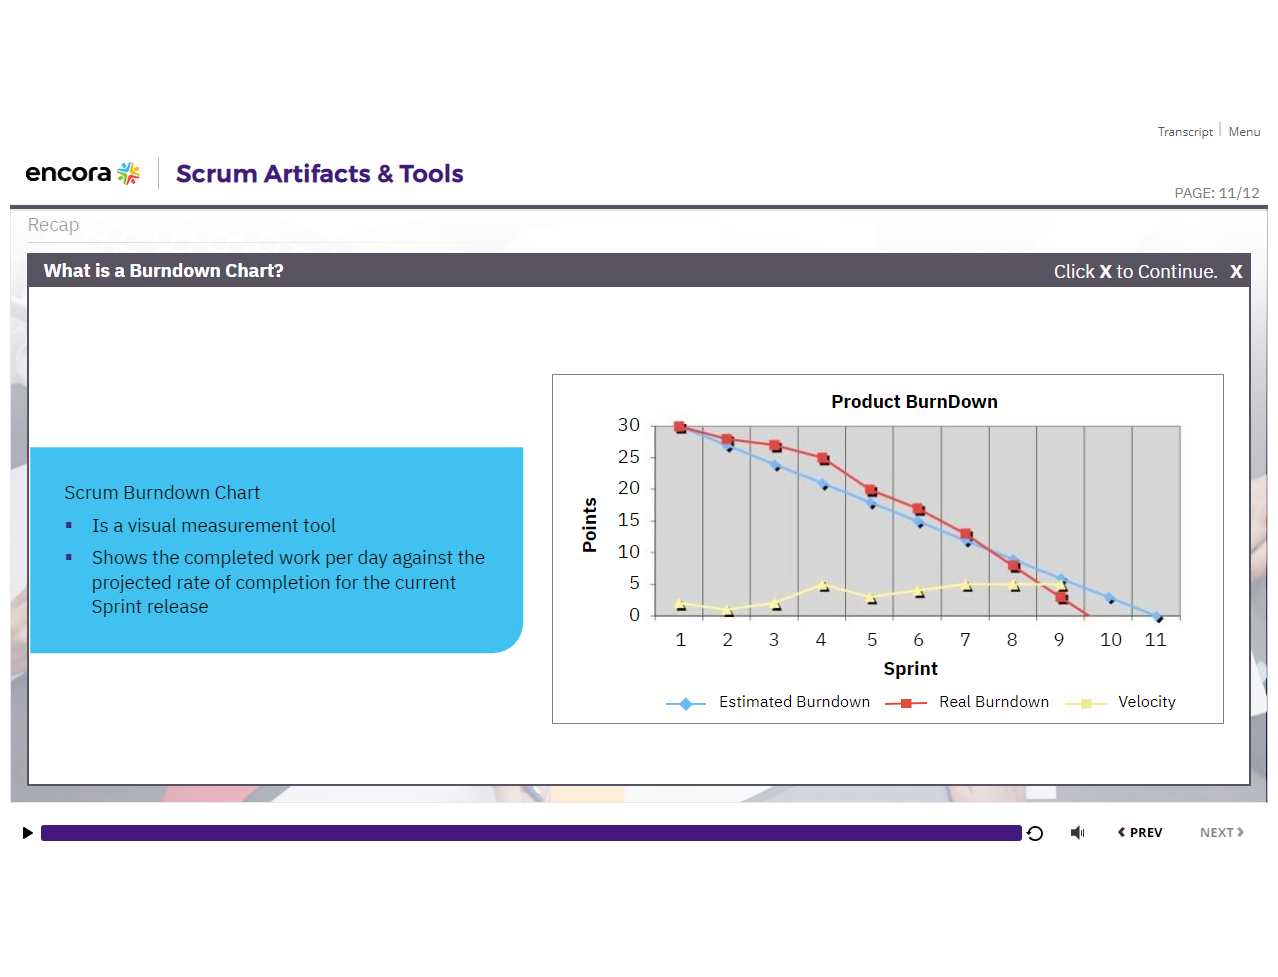 Transcript
Menu
encora
Scrum Artifacts & Tools
PAGE: 11/12
Recap
What is a Burndown Chart?
Click X to Continue. X
Scrum Burndown Chart
Is a visual measurement tool
Shows the completed work per day against the
projected rate of completion for the current
Sprint release
Product BurnDown
30
25
20
15
10
5
0
Points
1 2 3 4 5 6 7 8 9 10 11
Sprint
Estimated Burndown Real Burndown Velocity
PREV
NEXT